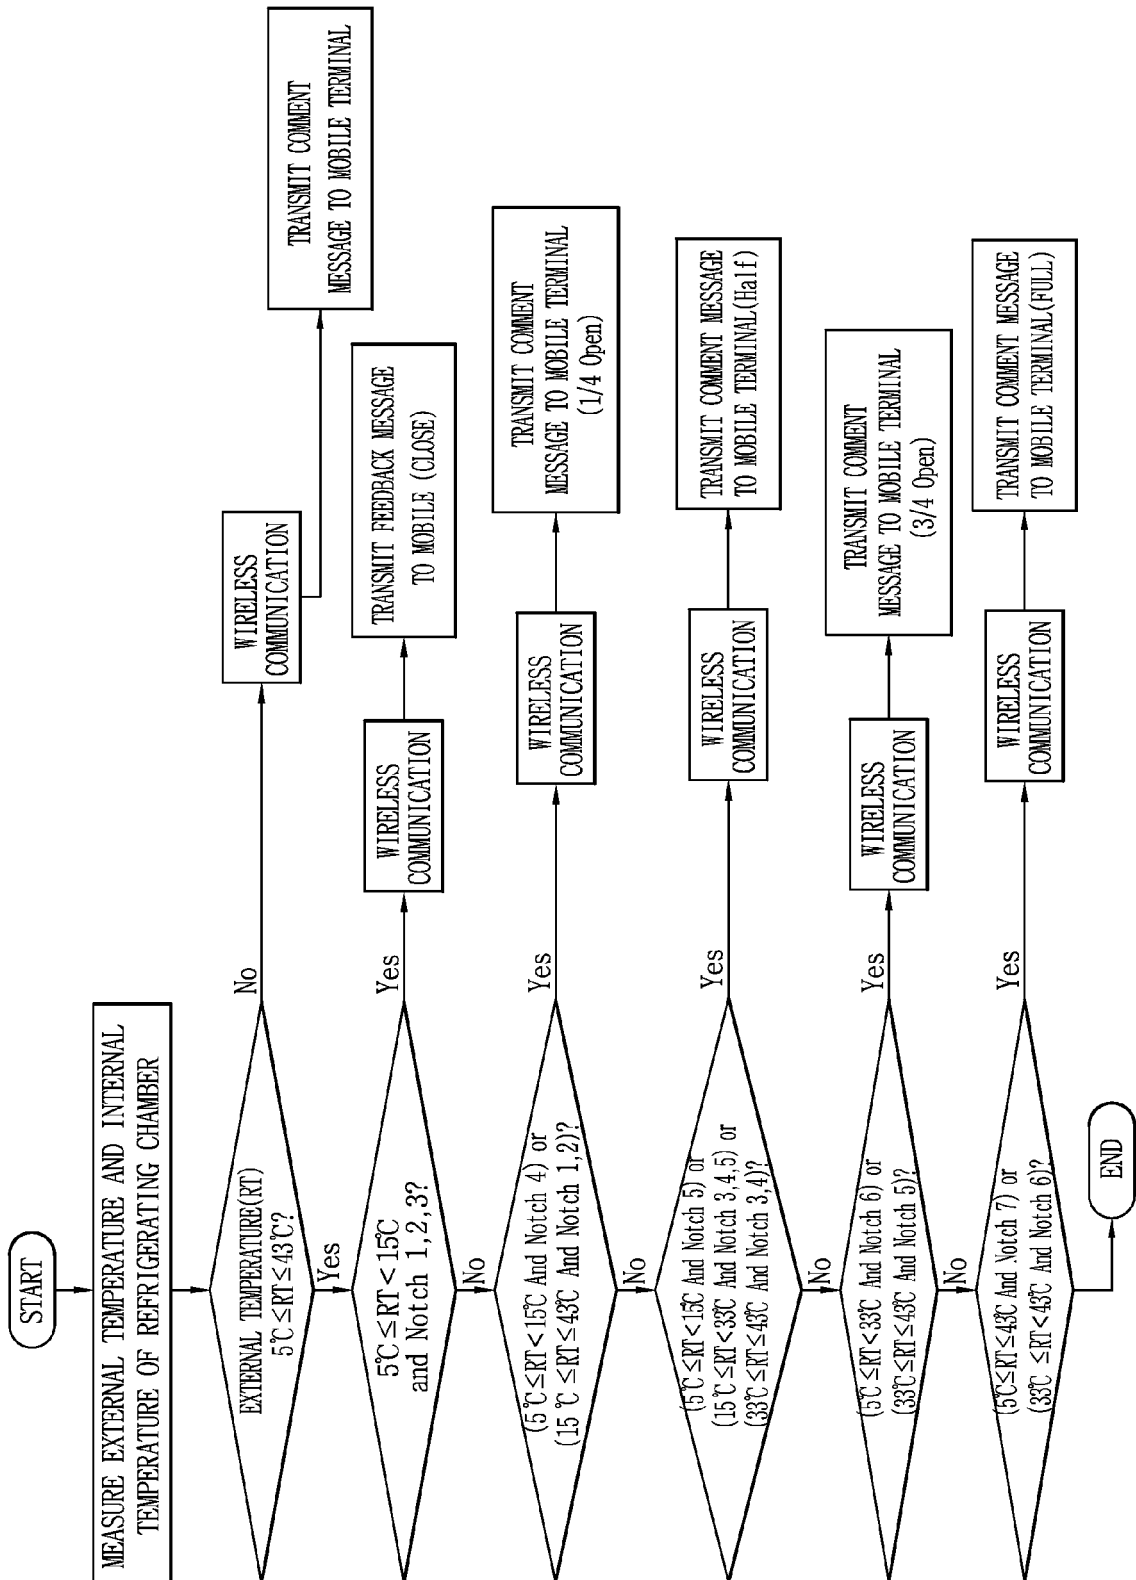 START
MEASURE EXTERNAL TEMPERATURE AND INTERNAL
TEMPERATURE OF REFRIGERATING CHAMBER
EXTERNAL TEMPERATURE(RT)
5℃≤RT≤43℃?
No
WIRELESS
COMMUNICATION
TRANSMIT COMMENT
MESSAGE TO MOBILE TERMINAL
Yes
5℃≤RT<15℃
and Notch 1,2,3?
Yes
WIRELESS
COMMUNICATION
TRANSMIT FEEDBACK MESSAGE
TO MOBILE (CLOSE)
No
(5℃≤RT<15℃ And Notch 4) or
(15℃≤RT≤43℃ And Notch 1,2)?
Yes
WIRELESS
COMMUNICATION
TRANSMIT COMMENT
MESSAGE TO MOBILE TERMINAL
(1/4 Open)
No
(5℃≤RT<15℃ And Notch 5) or
(15℃≤RT<33℃ And Notch 3,4,5) or
(33℃≤RT≤43℃ And Notch 3,4)?
Yes
WIRELESS
COMMUNICATION
TRANSMIT COMMENT MESSAGE
TO MOBILE TERMINAL(Half)
No
(5℃≤RT<33℃ And Notch 6) or
(33℃≤RT≤43℃ And Notch 5)?
Yes
WIRELESS
COMMUNICATION
TRANSMIT COMMENT
MESSAGE TO MOBILE TERMINAL
(3/4 Open)
No
(5℃≤RT≤43℃ And Notch 7) or
(33℃≤RT<43℃ And Notch 6)?
Yes
WIRELESS
COMMUNICATION
TRANSMIT COMMENT MESSAGE
TO MOBILE TERMINAL(FULL)
END